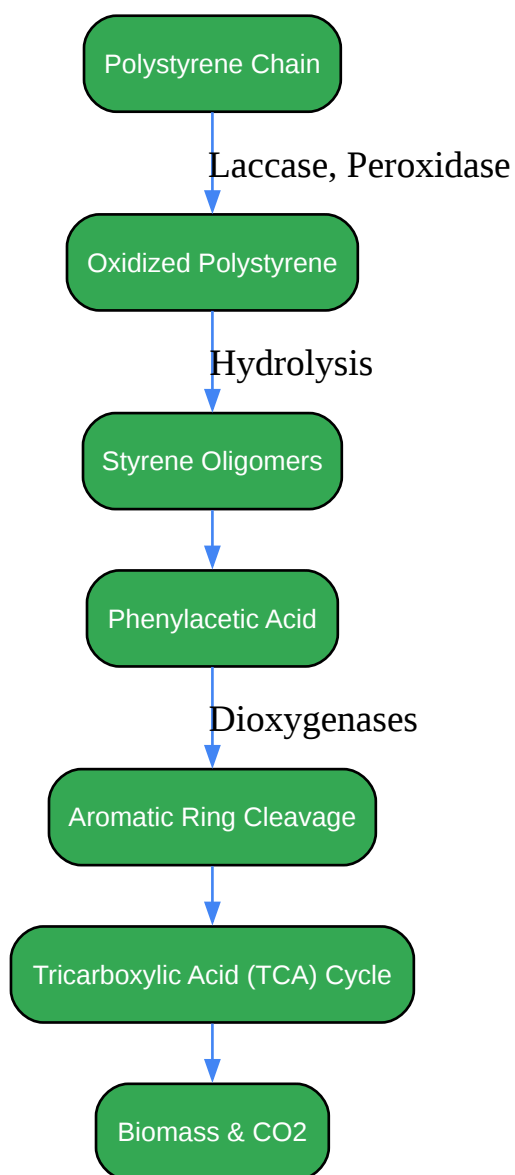 Polystyrene Chain
Laccase, Peroxidase
Oxidized Polystyrene
Hydrolysis
Styrene Oligomers
Phenylacetic Acid
Dioxygenases
Aromatic Ring Cleavage
Tricarboxylic Acid (TCA) Cycle
Biomass & CO2